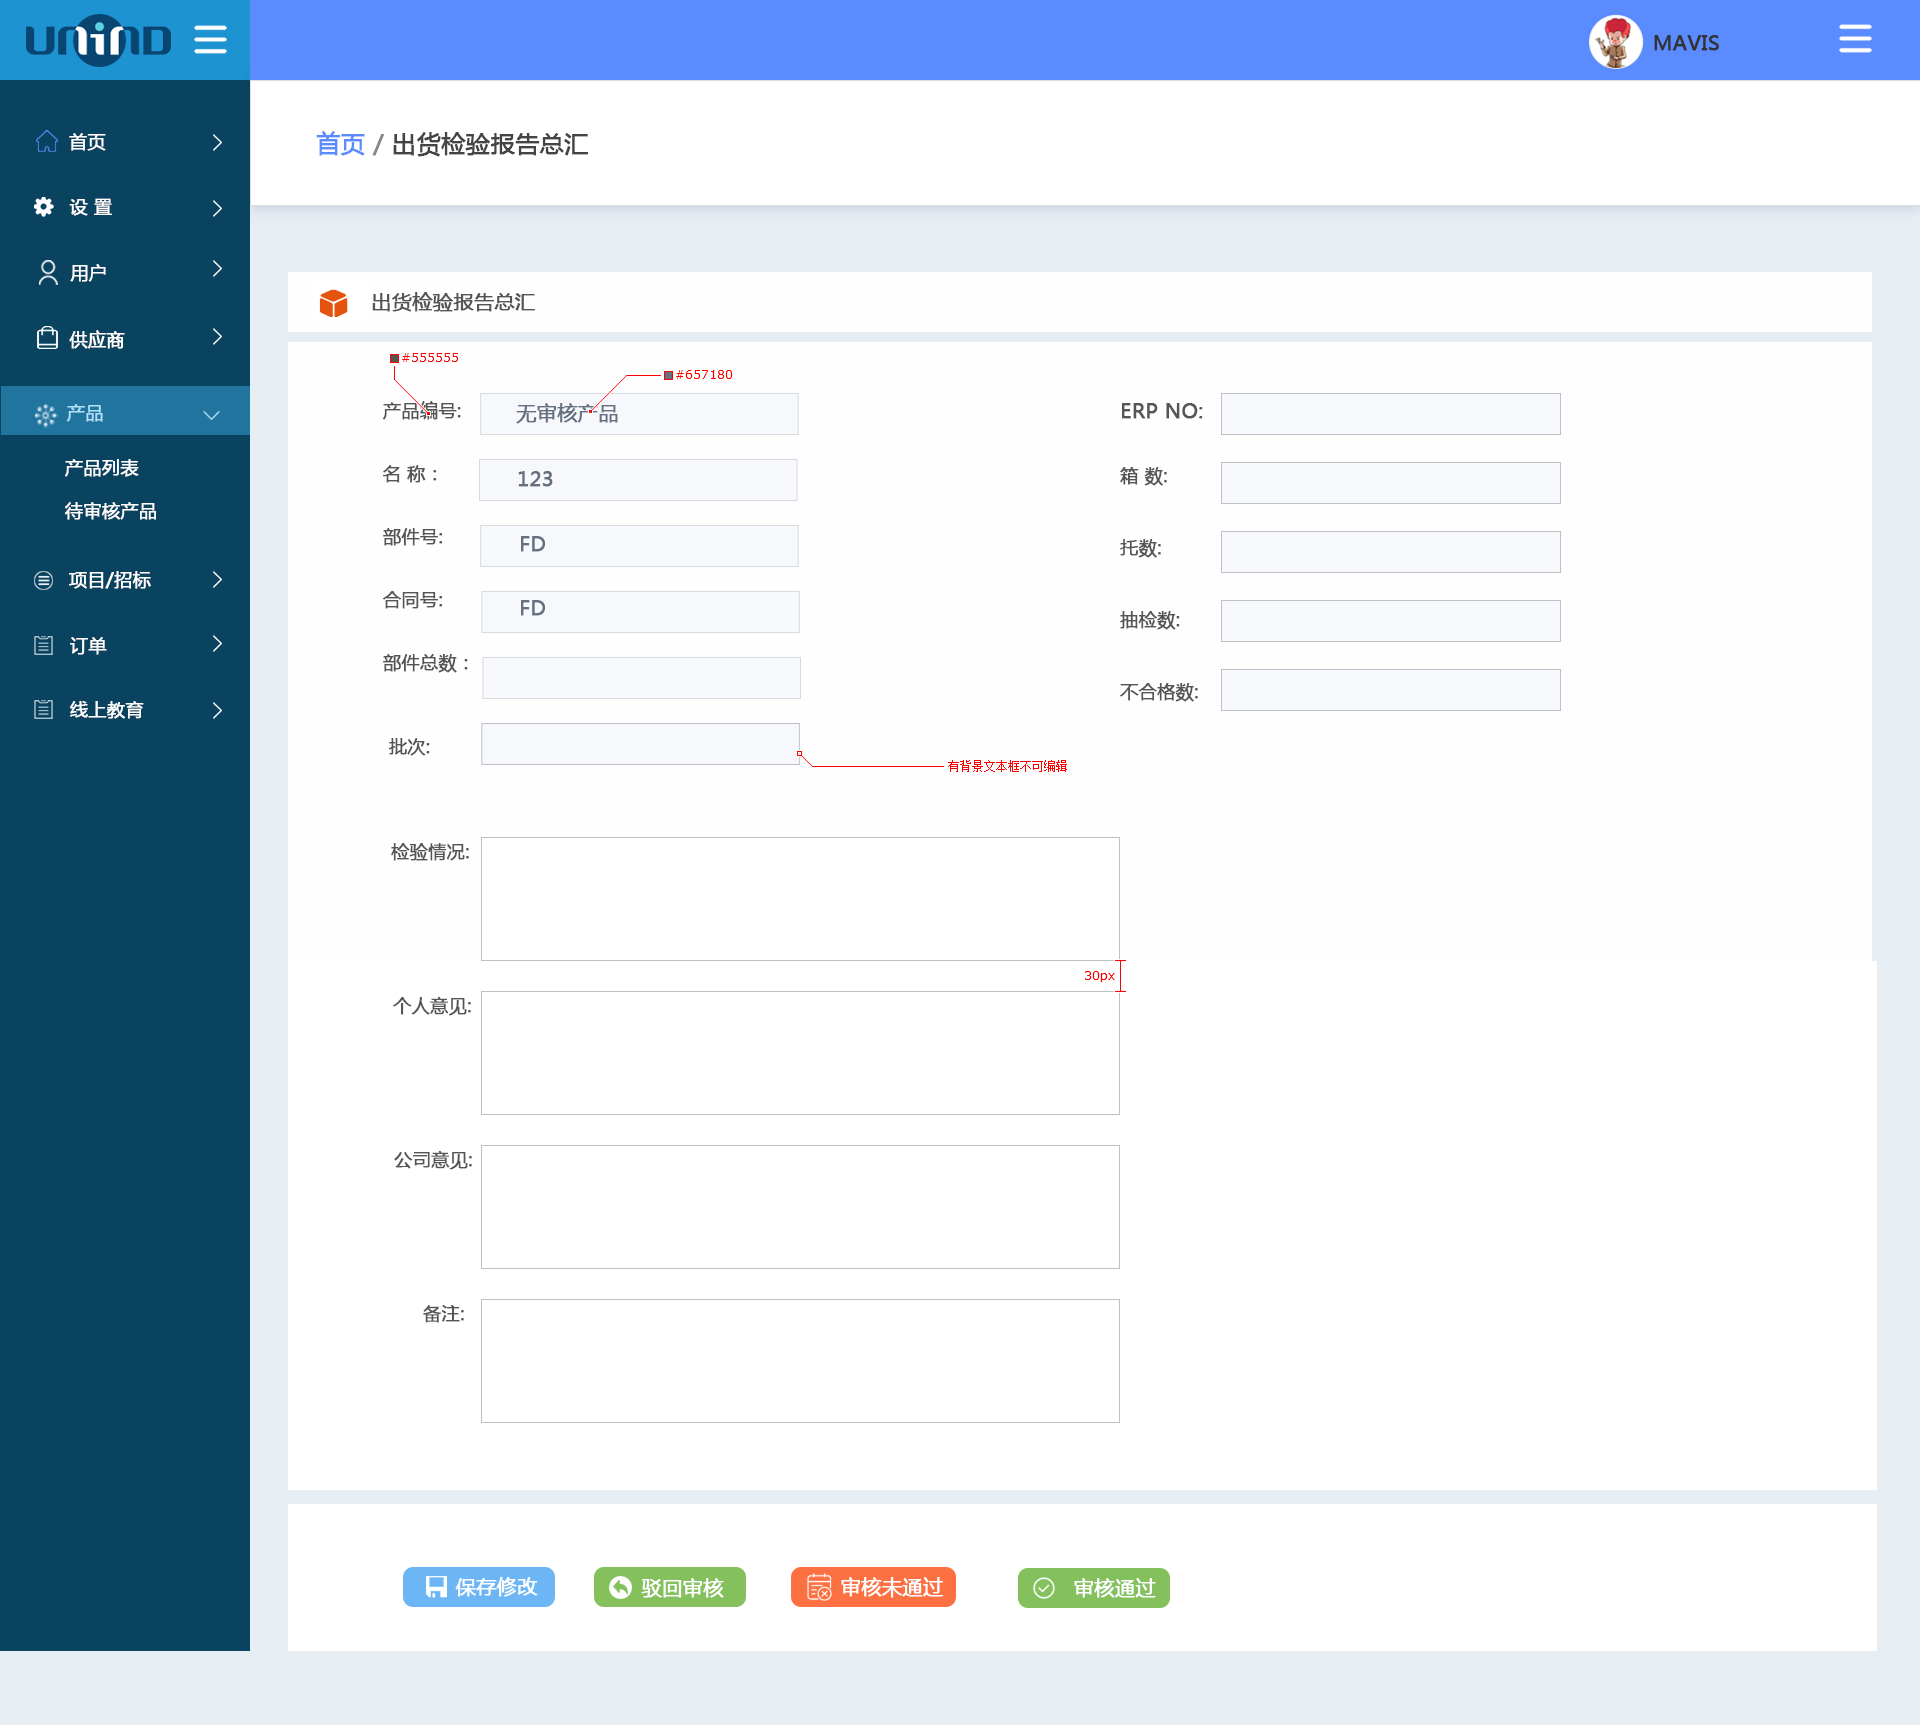 UNIND
MAVIS
首页
设 置
用户
供应商
产品
产品列表
待审核产品
项目/招标
订单
线上教育
首页 / 出货检验报告总汇
出货检验报告总汇
#555555
#657180
产品编号:
无审核产品
ERP NO:
名 称：
123
箱 数:
部件号:
FD
托数:
合同号:
FD
抽检数:
部件总数：
不合格数:
批次:
有背景文本框不可编辑
检验情况:
30px
个人意见:
公司意见:
备注:
保存修改
驳回审核
审核未通过
审核通过